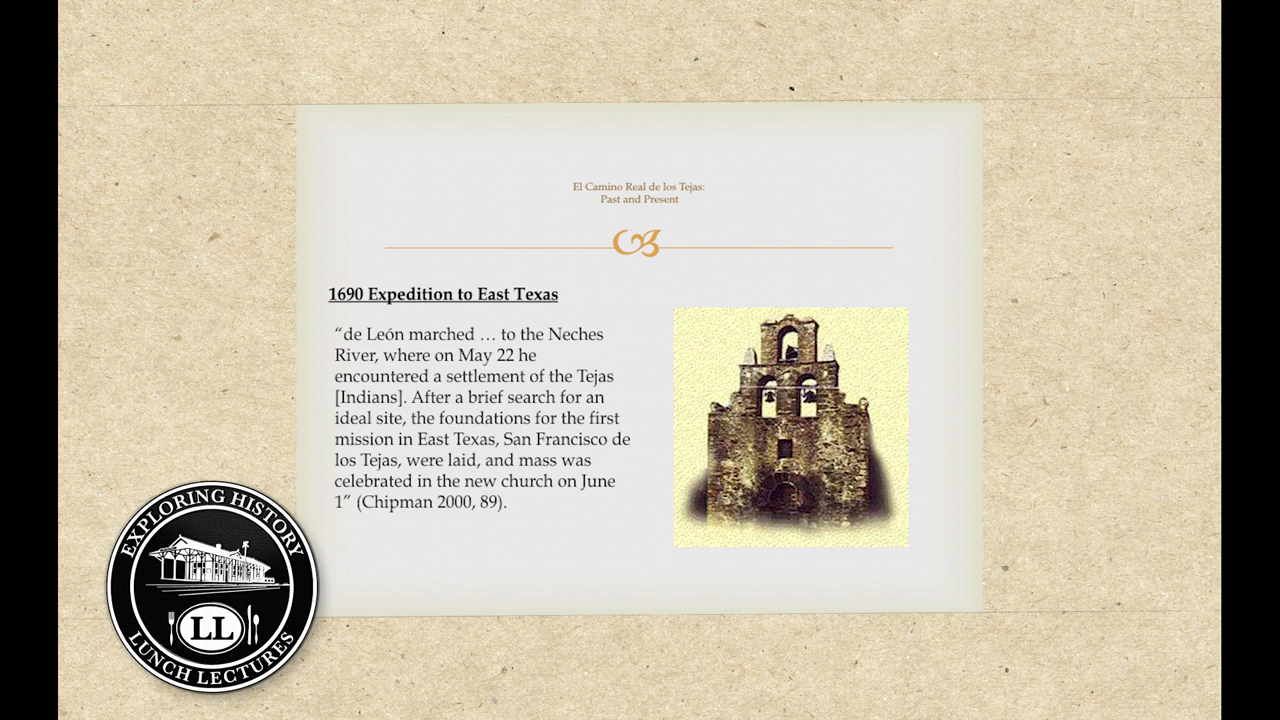 El Camino Real de los Tejas:
Past and Present
1690 Expedition to East Texas
“de León marched … to the Neches
River, where on May 22 he
encountered a settlement of the Tejas
[Indians]. After a brief search for an
ideal site, the foundations for the first
mission in East Texas, San Francisco de
los Tejas, were laid, and mass was
celebrated in the new church on June
1” (Chipman 2000, 89).
EXPLORING HISTORY
LL
LUNCH LECTURES